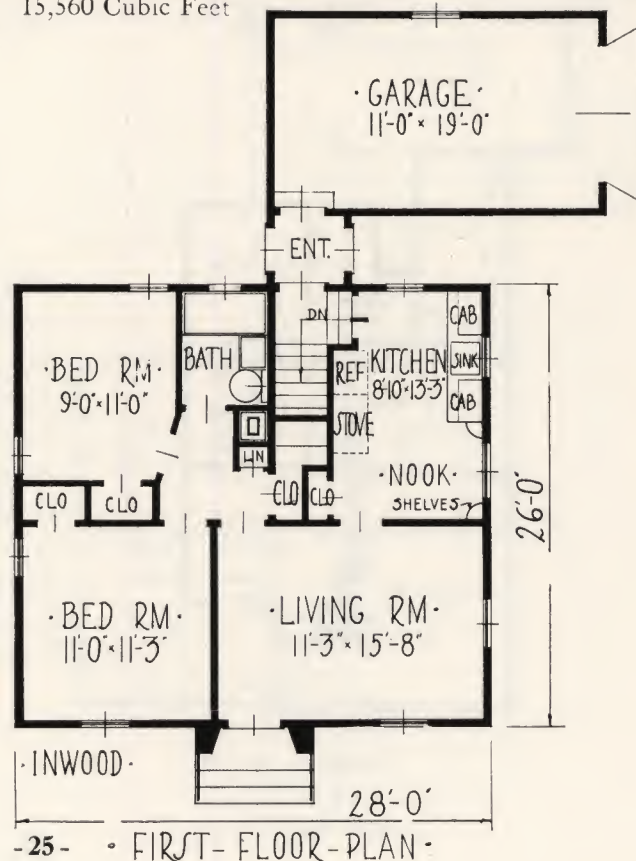 15,560 Cubic Feet
· GARAGE ·
11'-0" × 19'-0"
ENT.
DN
BATH
· BED RM ·
9'-0" × 11'-0"
REF
KITCHEN
8'-10" × 13'-3"
CAB
SINK
CAB
STOVE
LIN
· NOOK ·
SHELVES
CLO
CLO
CLO
CLO
26'-0"
· BED RM ·
11'-0" × 11'-3"
· LIVING RM ·
11'-3" × 15'-8"
· INWOOD ·
28'-0"
- 25 -
· FIRST - FLOOR - PLAN ·